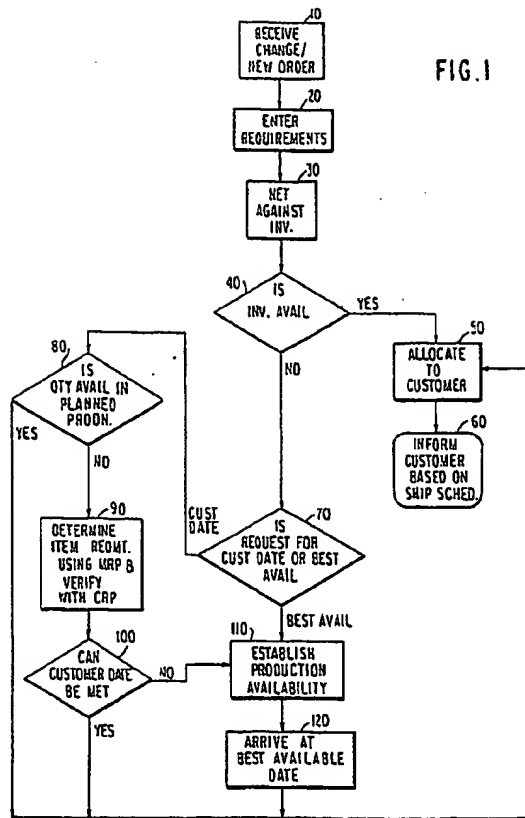 10
RECEIVE
CHANGE/
NEW ORDER
FIG.1
20
ENTER
REQUIREMENTS
30
NET
AGAINST
INV.
40
IS
INV. AVAIL
YES
NO
50
ALLOCATE
TO
CUSTOMER
60
INFORM
CUSTOMER
BASED ON
SHIP SCHED.
80
IS
QTY AVAIL IN
PLANNED
PRODN.
YES
NO
90
DETERMINE
ITEM REQMT.
USING MRP &
VERIFY
WITH CRP
CUST
DATE
70
IS
REQUEST FOR
CUST DATE OR BEST
AVAIL
BEST AVAIL
100
CAN
CUSTOMER DATE
BE MET
NO
YES
110
ESTABLISH
PRODUCTION
AVAILABILITY
120
ARRIVE AT
BEST AVAILABLE
DATE